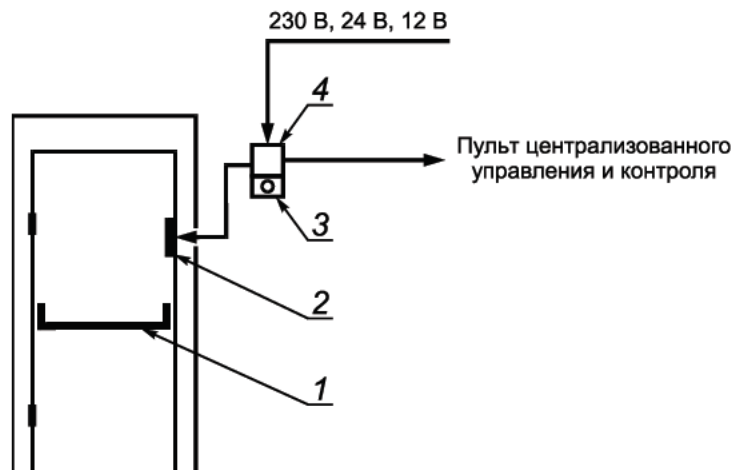 230 В, 24 В, 12 В
4
Пульт централизованного
управления и контроля
3
2
1